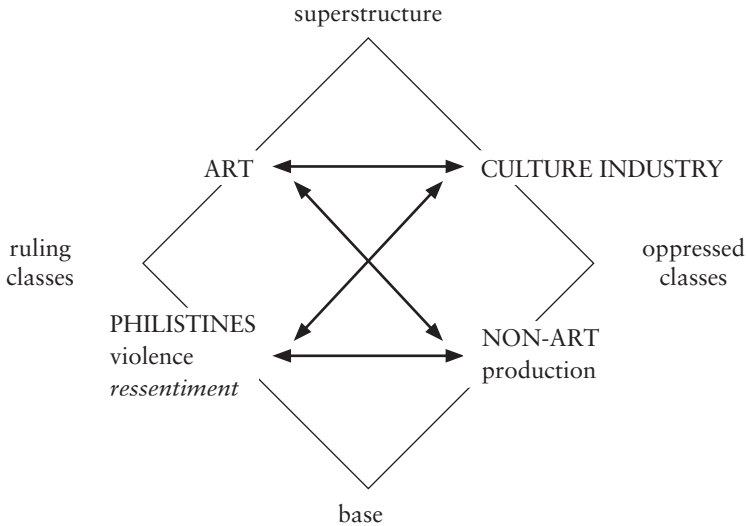 superstructure
ART
CULTURE INDUSTRY
ruling
classes
oppressed
classes
PHILISTINES
violence
ressentiment
NON-ART
production
base